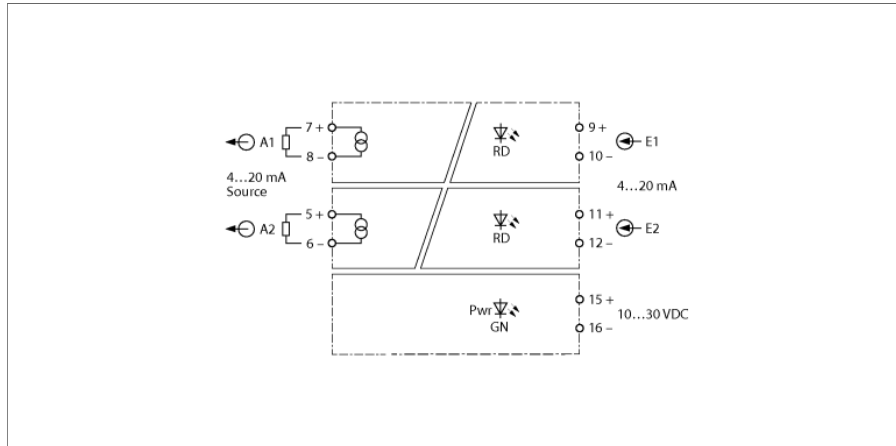 A1
7 +
8 –
4...20 mA
Source
A2
5 +
6 –
RD
9 +
10 –
E1
4...20 mA
RD
11 +
12 –
E2
Pwr
GN
15 +
16 –
10...30 VDC